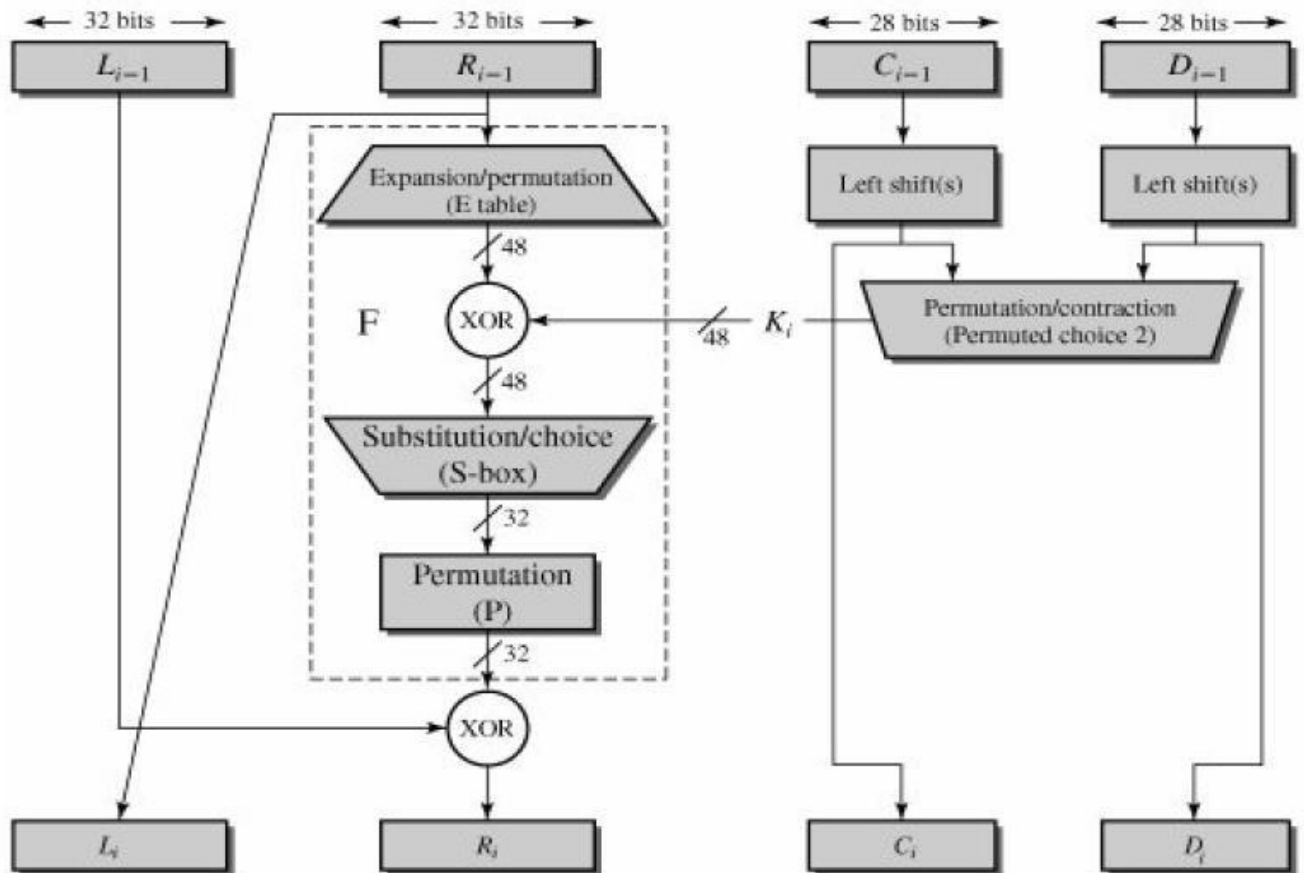 32 bits
32 bits
28 bits
28 bits
L_{i-1}
R_{i-1}
C_{i-1}
D_{i-1}
Expansion/permutation
(E table)
Left shift(s)
Left shift(s)
48
F
XOR
48
K_i
Permutation/contraction
(Permuted choice 2)
48
Substitution/choice
(S-box)
32
Permutation
(P)
32
XOR
L_i
R_i
C_i
D_i